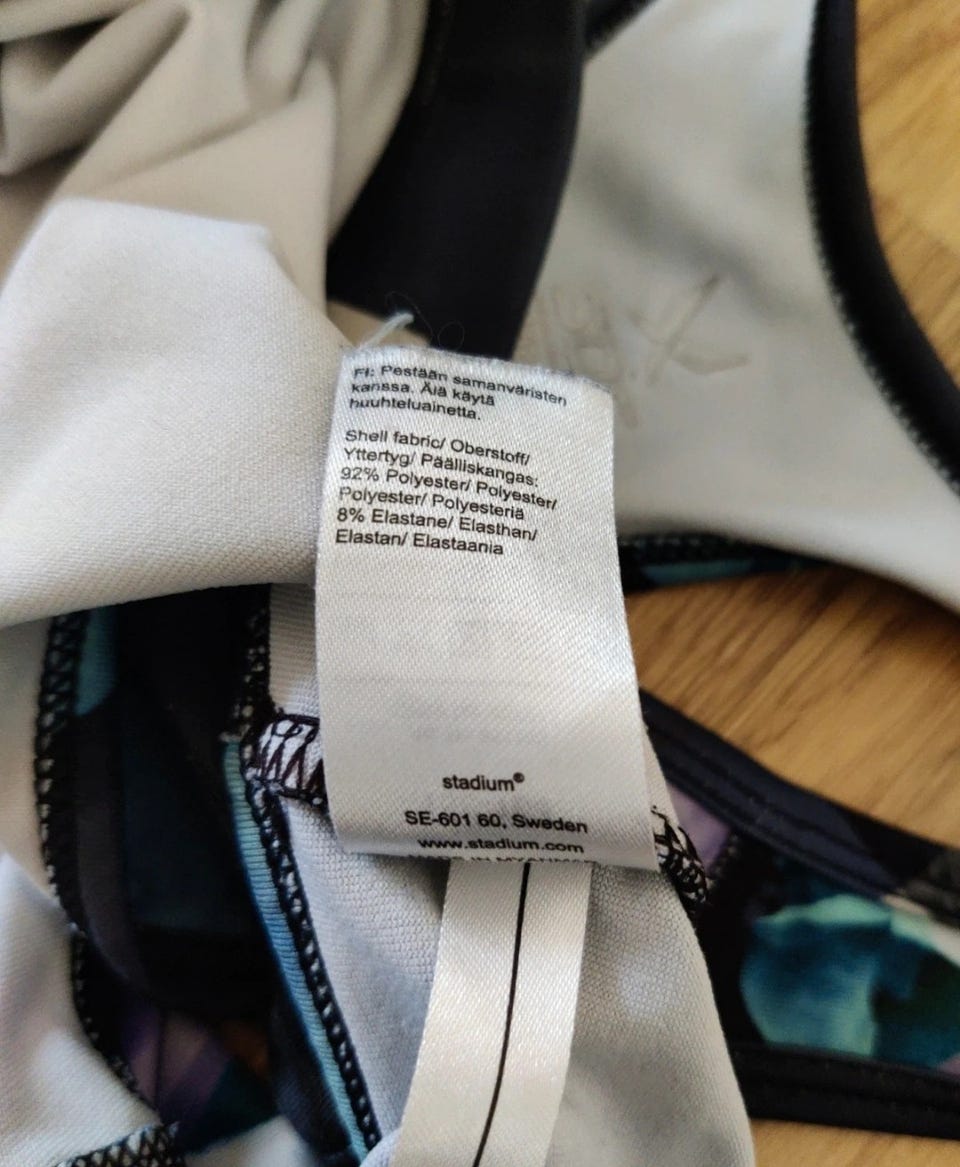 FI: Pestään samanväristen
kanssa. Älä käytä
huuhteluainetta.
Shell fabric/ Oberstoff/
Yttertyg/ Päälliskangas:
92% Polyester/ Polyester/
Polyester/ Polyesteriä
8% Elastane/ Elasthan/
Elastan/ Elastaania
stadium®
SE-601 60, Sweden
www.stadium.com